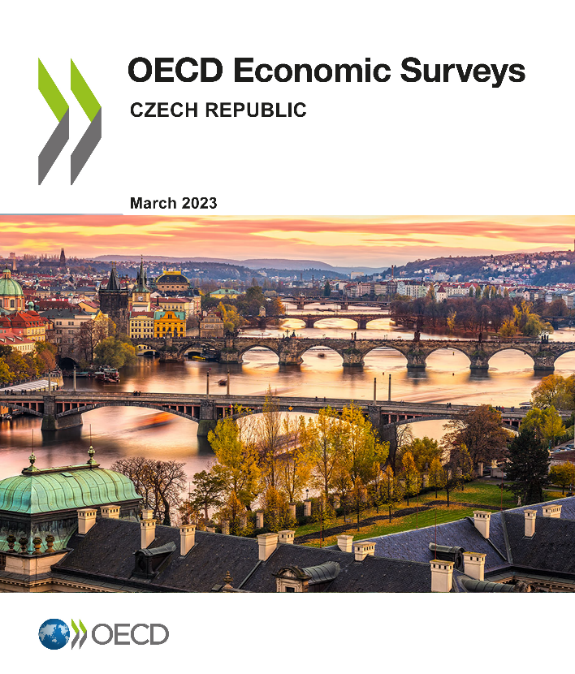 OECD Economic Surveys
CZECH REPUBLIC
March 2023
OECD